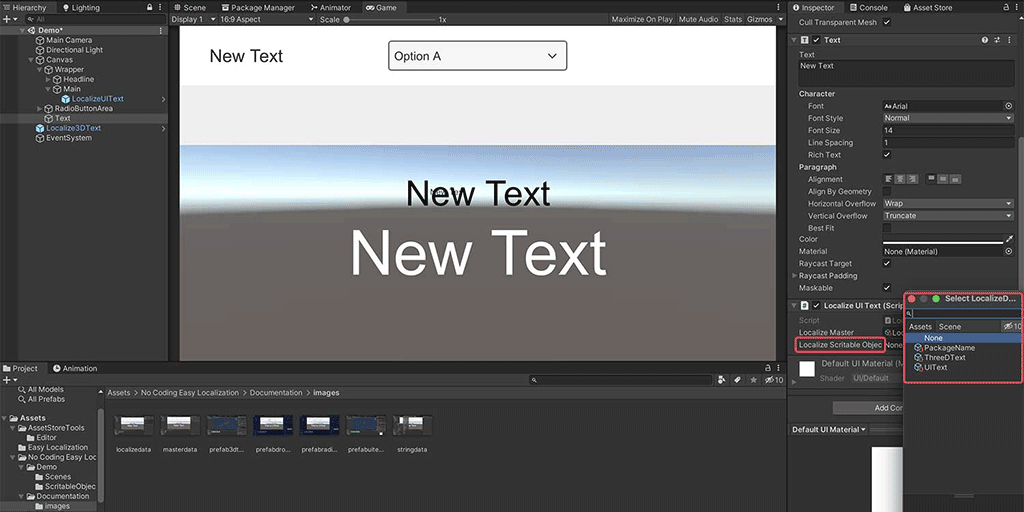 Hierarchy
Lighting
All
Demo*
Main Camera
Directional Light
Canvas
Wrapper
Headline
Main
LocalizeUIText
RadioButtonArea
Text
Localize3DText
EventSystem
Scene
Package Manager
Animator
Game
Display 1
16:9 Aspect
Scale
1x
Maximize On Play
Mute Audio
Stats
Gizmos
New Text
Option A
New Text
New Text
Inspector
Console
Asset Store
Cull Transparent Mesh
Text
Text
New Text
Character
Font
Aa Arial
Font Style
Normal
Font Size
14
Line Spacing
1
Rich Text
Paragraph
Alignment
Align By Geometry
Horizontal Overflow
Wrap
Vertical Overflow
Truncate
Best Fit
Color
Material
None (Material)
Raycast Target
Raycast Padding
Maskable
Localize UI Text (Scrip
Script
Localize Master
Localize Scritable Objec
None
Default UI Material (M
Shader
UI/Default
Add Cor
Default UI Material
Select LocalizeD...
Assets
Scene
10
None
PackageName
ThreeDText
UIText
Project
Animation
10
All Models
All Prefabs
Assets
AssetStoreTools
Editor
Easy Localization
No Coding Easy Loc
Demo
Scenes
ScritableObjec
Documentation
images
Assets > No Coding Easy Localization > Documentation > images
localizedata
masterdata
prefab3dt...
prefabdro...
prefabradi...
prefabuite...
stringdata